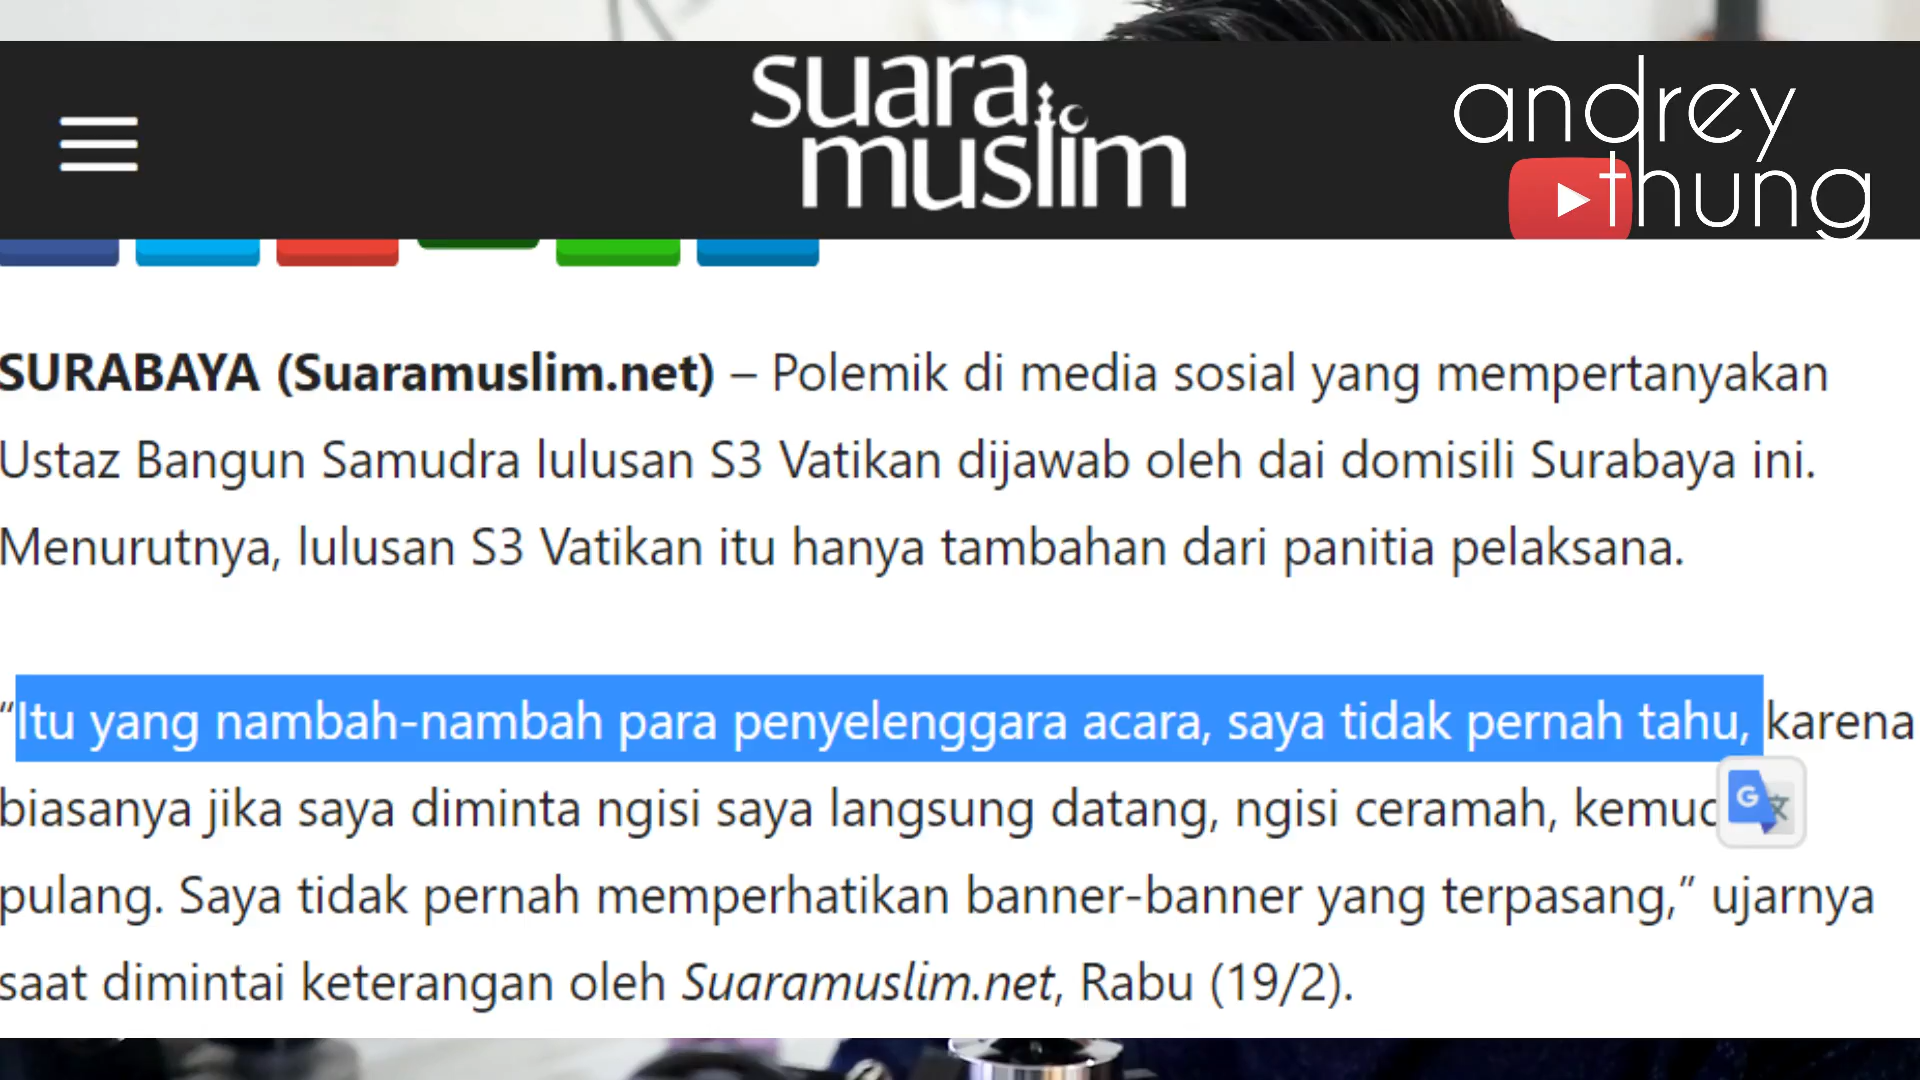 suara
muslim
andrey
thung
SURABAYA (Suaramuslim.net) – Polemik di media sosial yang mempertanyakan
Ustaz Bangun Samudra lulusan S3 Vatikan dijawab oleh dai domisili Surabaya ini.
Menurutnya, lulusan S3 Vatikan itu hanya tambahan dari panitia pelaksana.
“Itu yang nambah-nambah para penyelenggara acara, saya tidak pernah tahu, karena
biasanya jika saya diminta ngisi saya langsung datang, ngisi ceramah,
pulang. Saya tidak pernah memperhatikan banner-banner yang terpasang,” ujarnya
saat dimintai keterangan oleh Suaramuslim.net, Rabu (19/2).